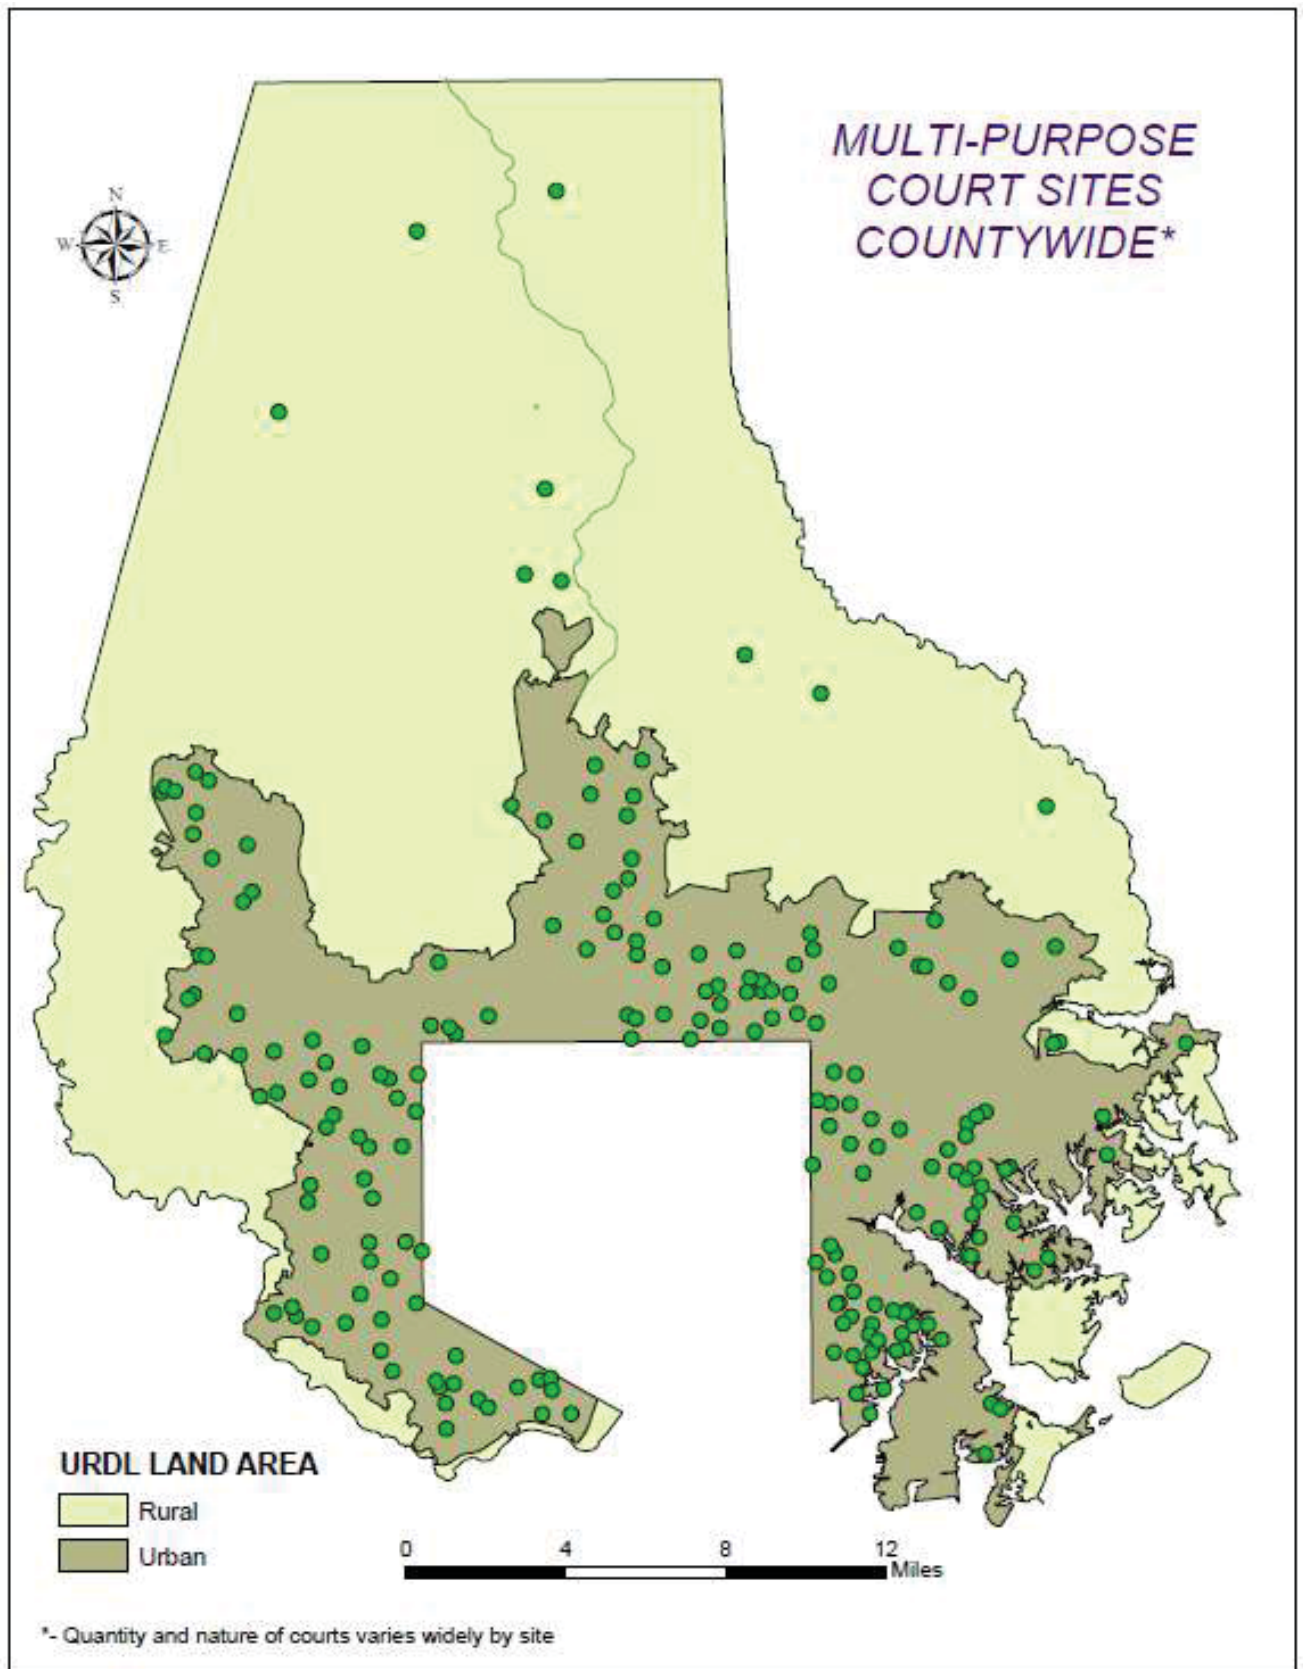 MULTI-PURPOSE
COURT SITES
COUNTYWIDE*
N
W E
S
URDL LAND AREA
Rural
Urban
0 4 8 12
Miles
*- Quantity and nature of courts varies widely by site